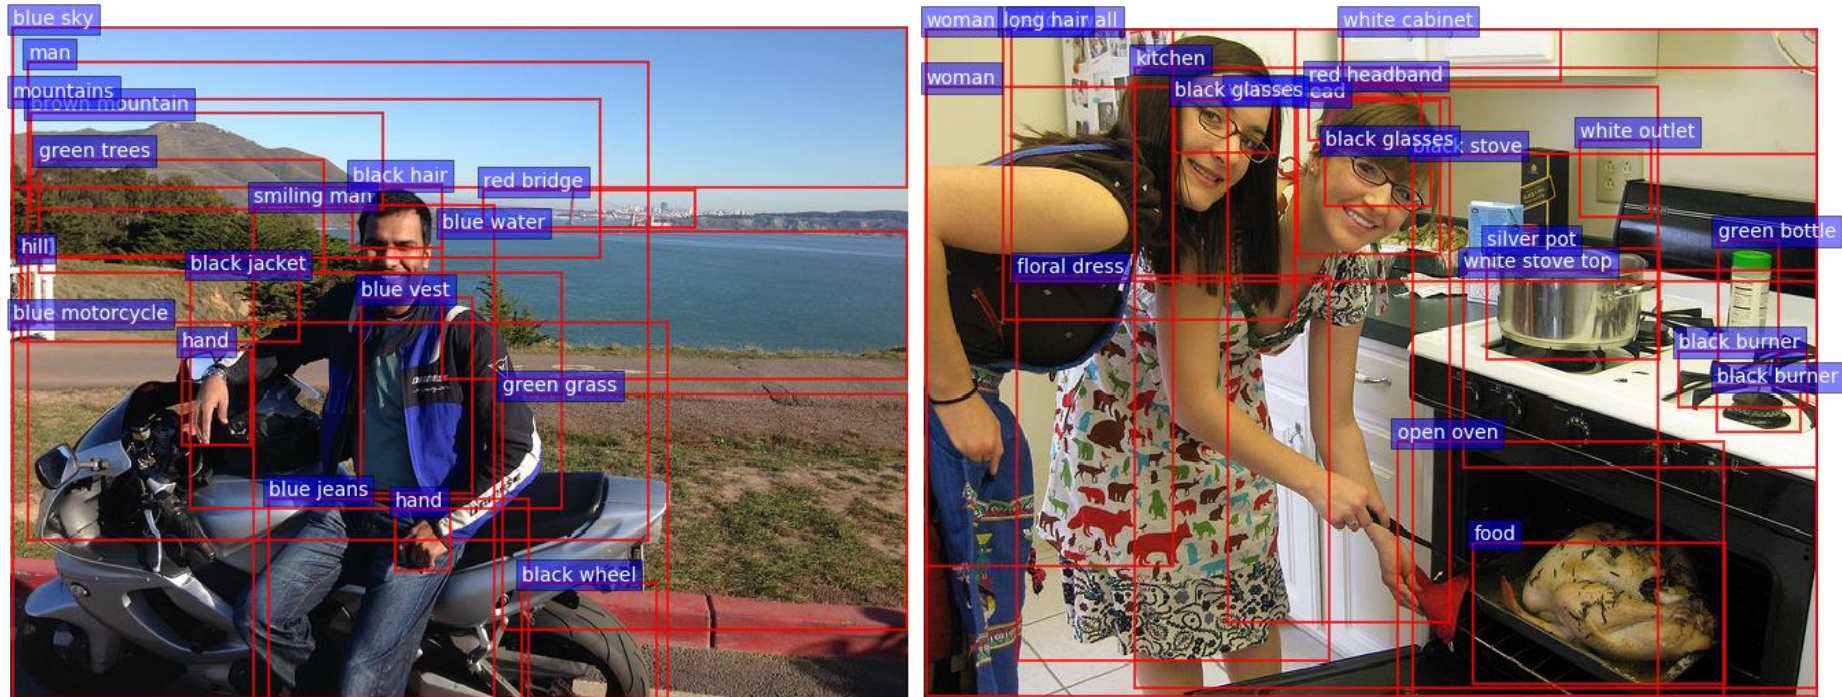 blue sky
man
mountains
brown mountain
green trees
black hair
red bridge
smiling man
blue water
hill
black jacket
blue vest
blue motorcycle
hand
green grass
blue jeans
hand
black wheel
woman
long hair
wall
white cabinet
kitchen
woman
red headband
black glasses
black glasses
black stove
white outlet
green bottle
silver pot
white stove top
floral dress
black burner
black burner
open oven
food